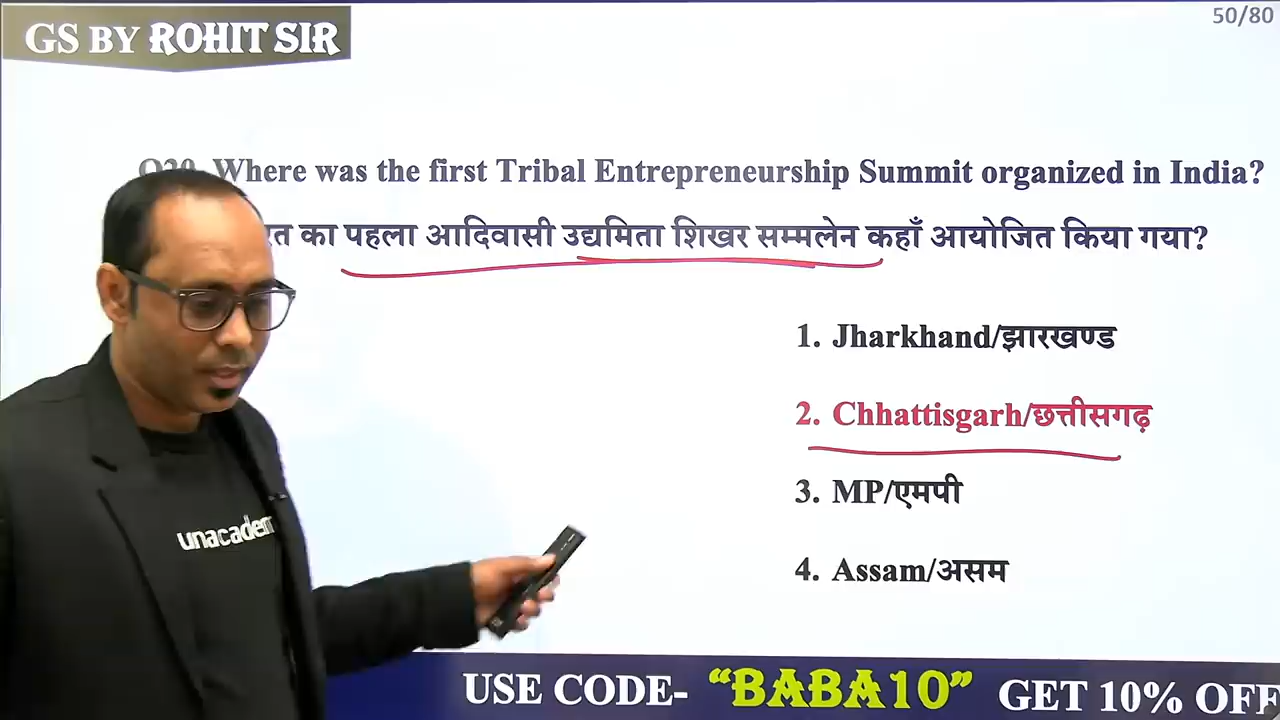 GS BY ROHIT SIR
50/80
Where was the first Tribal Entrepreneurship Summit organized in India?
का पहला आदिवासी उद्यमिता शिखर सम्मलेन कहाँ आयोजित किया गया?
1. Jharkhand/झारखण्ड
2. Chhattisgarh/छत्तीसगढ़
3. MP/एमपी
4. Assam/असम
unacadem
USE CODE- "BABA10" GET 10% OFF